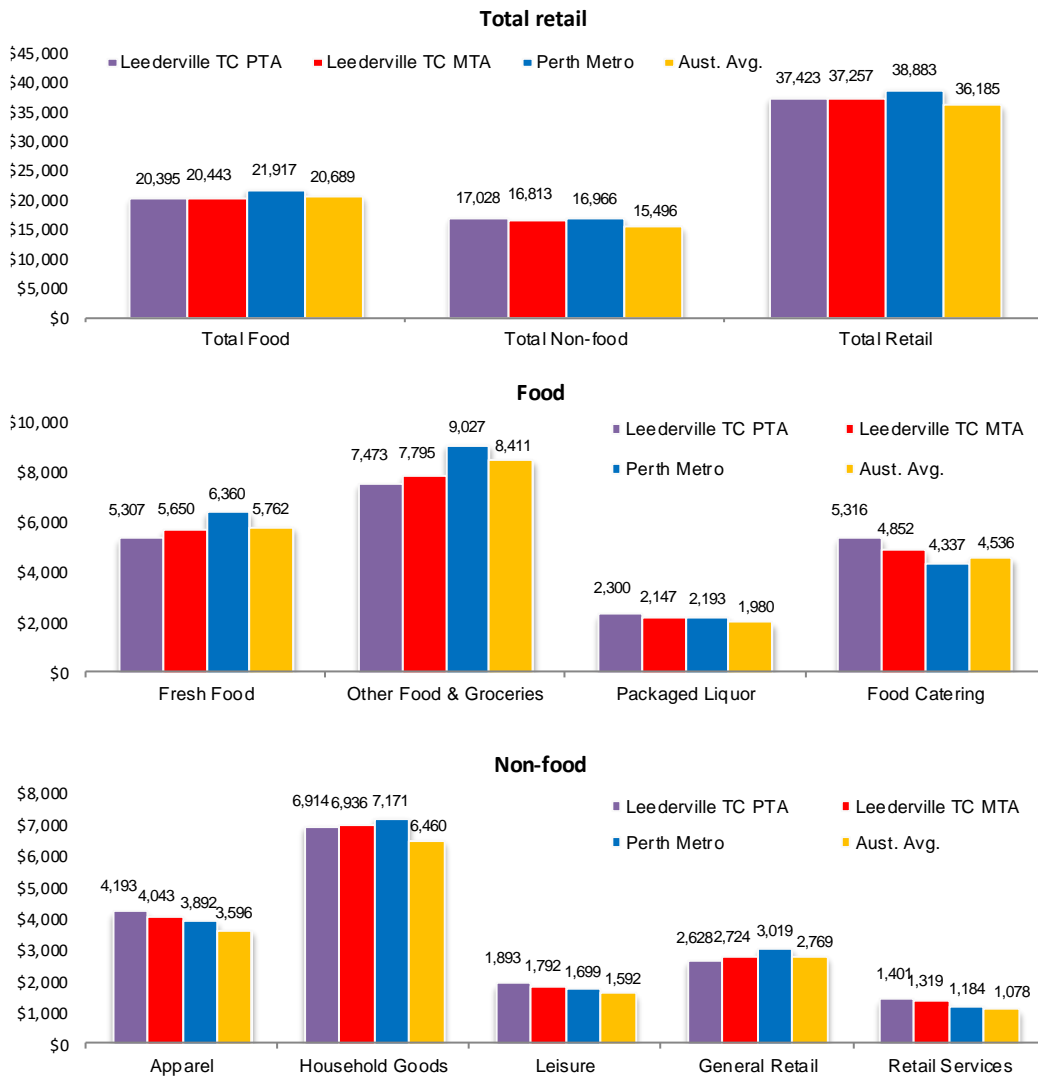 Total retail
$45,000
Leederville TC PTA Leederville TC MTA Perth Metro Aust. Avg.
$40,000
37,423 37,257 38,883 36,185
$35,000
$30,000
$25,000
20,395 20,443 21,917 20,689
$20,000
17,028 16,813 16,966 15,496
$15,000
$10,000
$5,000
$0
Total Food Total Non-food Total Retail
Food
$10,000
Leederville TC PTA Leederville TC MTA
Perth Metro Aust. Avg.
$8,000
7,473 7,795 9,027 8,411
$6,000
5,307 5,650 6,360 5,762
5,316 4,852 4,337 4,536
$4,000
2,300 2,147 2,193 1,980
$2,000
$0
Fresh Food Other Food & Groceries Packaged Liquor Food Catering
Non-food
$8,000
Leederville TC PTA Leederville TC MTA
Perth Metro Aust. Avg.
6,914 6,936 7,171 6,460
$7,000
$6,000
$5,000
4,193 4,043 3,892 3,596
$4,000
$3,000
1,893 1,792 1,699 1,592
2,628 2,724 3,019 2,769
$2,000
1,401 1,319 1,184 1,078
$1,000
$0
Apparel Household Goods Leisure General Retail Retail Services